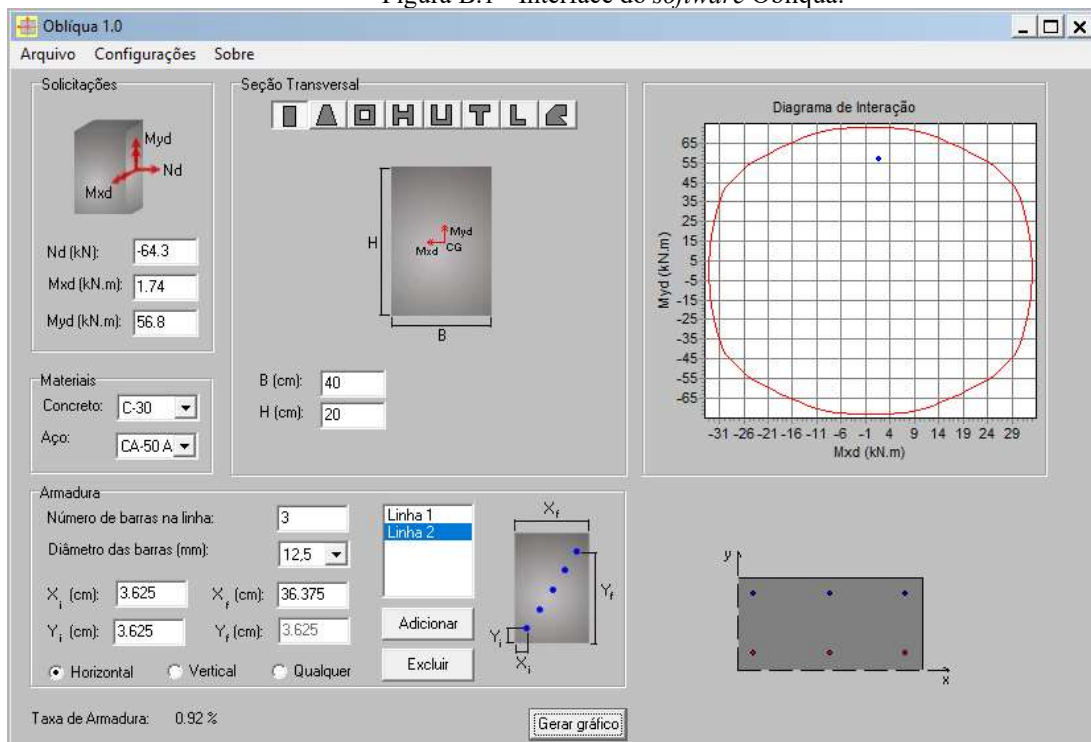 Figura B.1 - Interface do software Oblíqua.
Oblíqua 1.0
Arquivo Configurações Sobre
Solicitações
Myd
Nd
Mxd
Nd (kN): -64.3
Mxd (kN.m): 1.74
Myd (kN.m): 56.8
Materiais
Concreto: C-30
Aço: CA-50 A
Seção Transversal
H
Myd
Mxd CG
B
B (cm): 40
H (cm): 20
Diagrama de Interação
Myd (kN.m)
65
55
45
35
25
15
5
-5
-15
-25
-35
-45
-55
-65
-31 -26 -21 -16 -11 -6 -1 4 9 14 19 24 29
Mxd (kN.m)
Armadura
Número de barras na linha: 3
Diâmetro das barras (mm): 12,5
Xi (cm): 3.625 Xf (cm): 36.375
Yi (cm): 3.625 Yf (cm): 3.625
Horizontal Vertical Qualquer
Linha 1
Linha 2
Adicionar
Excluir
Xf
Yf
Yi
Xi
y
x
Taxa de Armadura: 0.92 %
Gerar gráfico